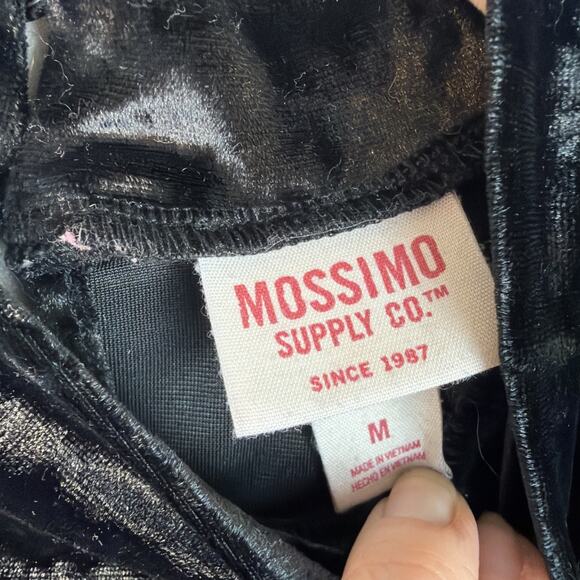 MOSSIMO
SUPPLY CO.™
SINCE 1987
M
MADE IN VIETNAM
HECHO EN VIETNAM